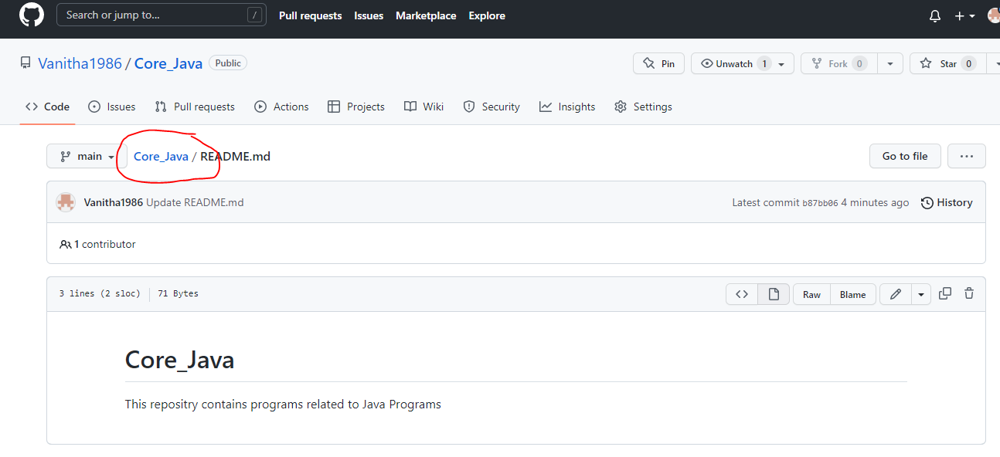 Search or jump to... / Pull requests Issues Marketplace Explore
Vanitha1986 / Core_Java Public Pin Unwatch 1 Fork 0 Star 0
Code Issues Pull requests Actions Projects Wiki Security Insights Settings
main Core_Java / README.md Go to file ...
Vanitha1986 Update README.md Latest commit b87bb06 4 minutes ago History
1 contributor
3 lines (2 sloc) 71 Bytes <> Raw Blame
Core_Java
This repositry contains programs related to Java Programs